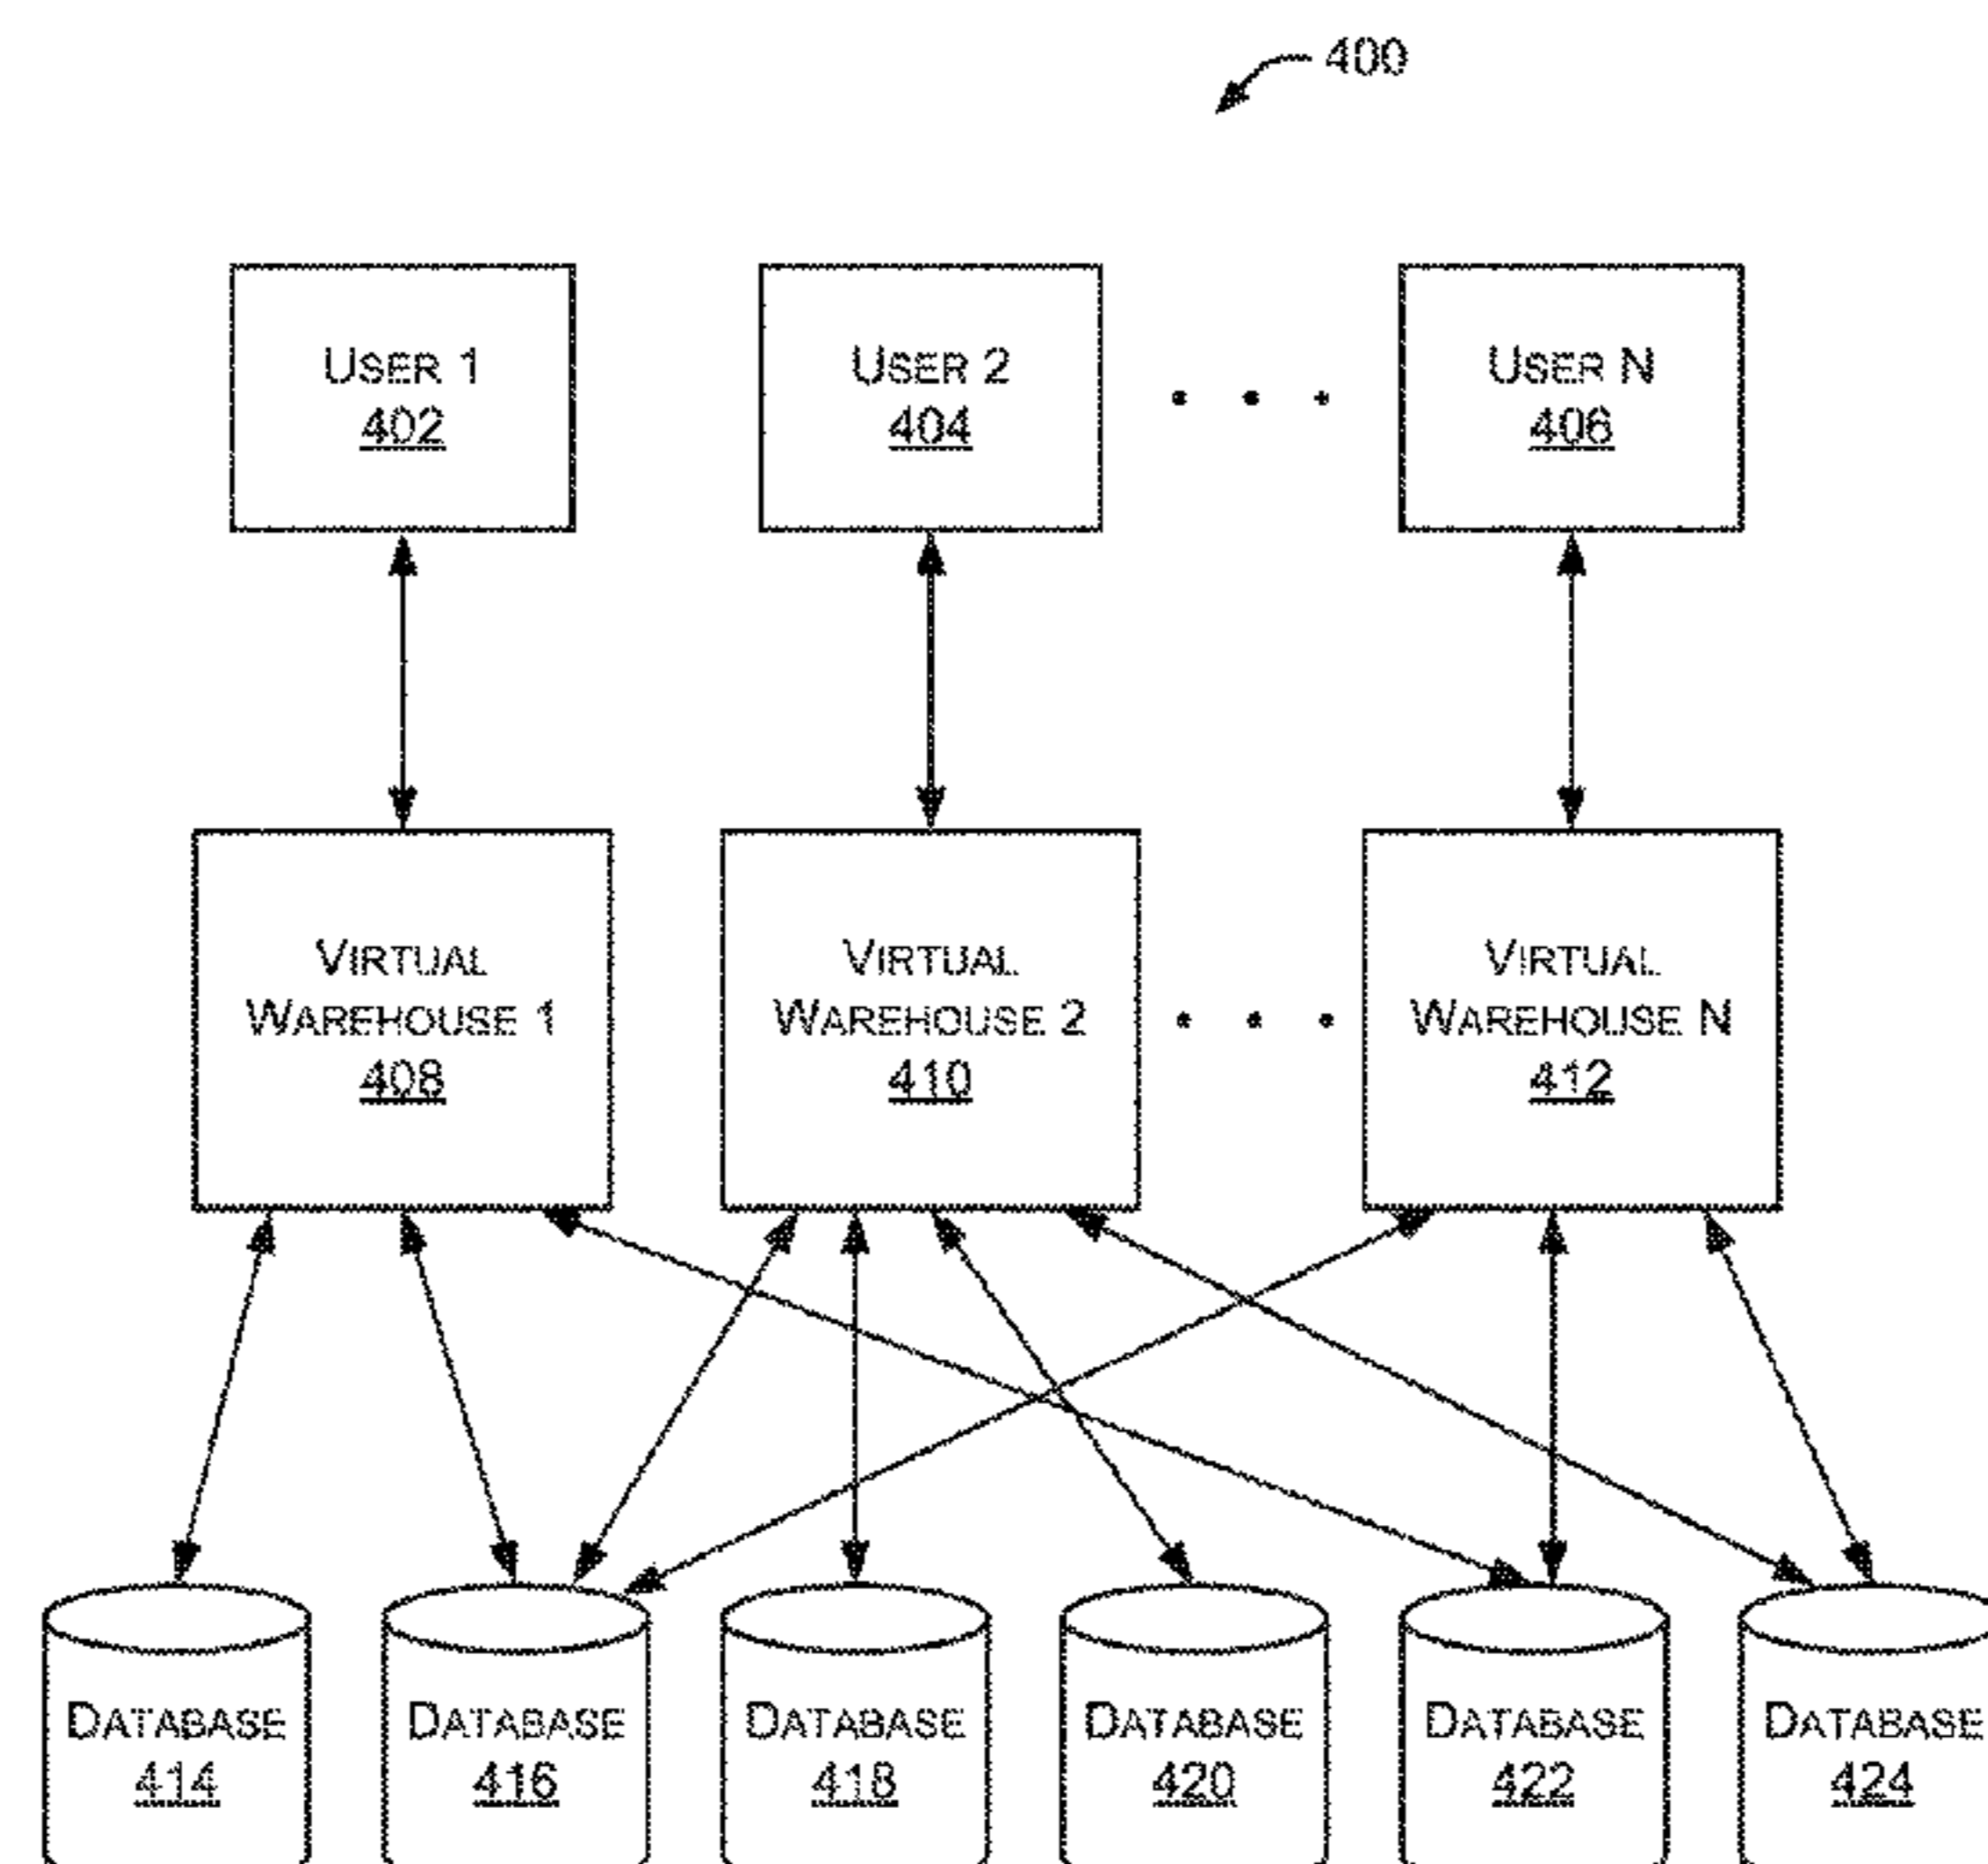 400
USER 1
402
USER 2
404
USER N
406
VIRTUAL
WAREHOUSE 1
408
VIRTUAL
WAREHOUSE 2
410
VIRTUAL
WAREHOUSE N
412
DATABASE
414
DATABASE
416
DATABASE
418
DATABASE
420
DATABASE
422
DATABASE
424